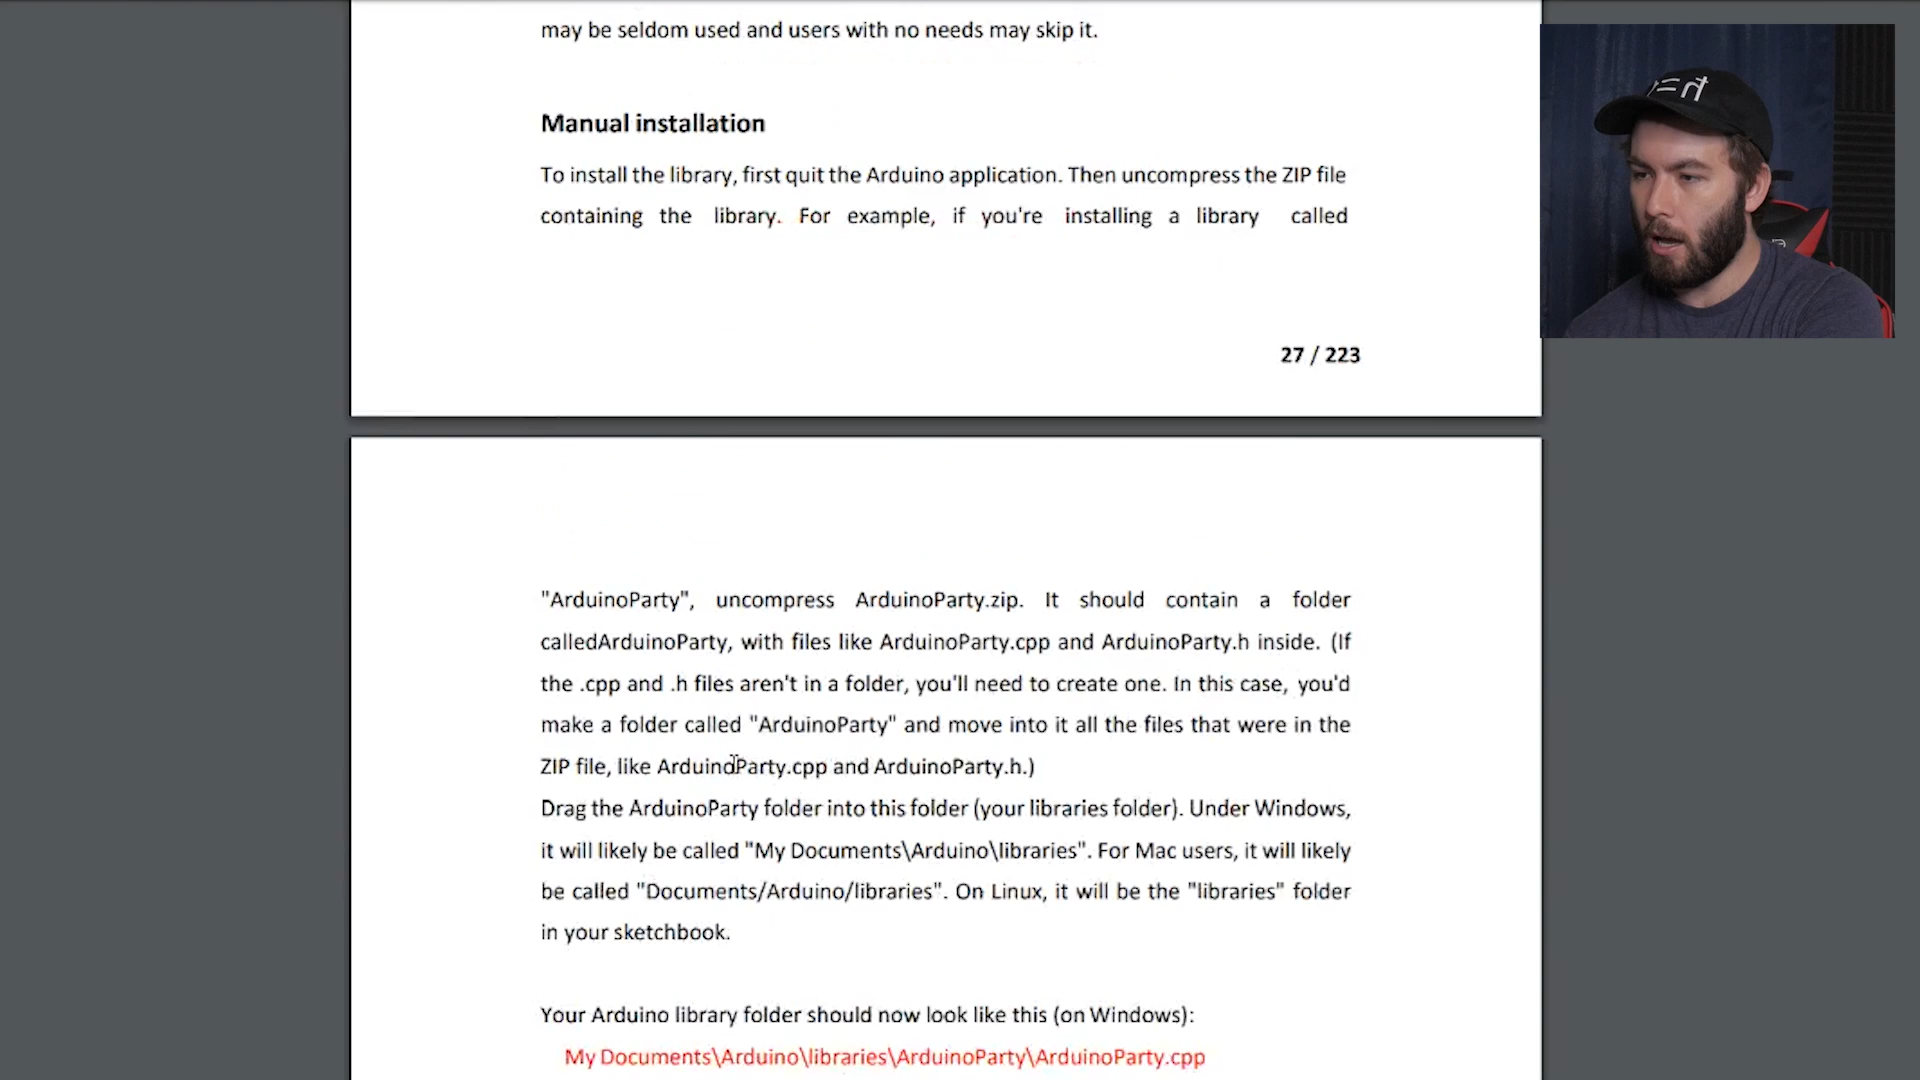 may be seldom used and users with no needs may skip it.
Manual installation
To install the library, first quit the Arduino application. Then uncompress the ZIP file
containing the library. For example, if you're installing a library called
27 / 223
"ArduinoParty", uncompress ArduinoParty.zip. It should contain a folder
calledArduinoParty, with files like ArduinoParty.cpp and ArduinoParty.h inside. (If
the .cpp and .h files aren't in a folder, you'll need to create one. In this case, you'd
make a folder called "ArduinoParty" and move into it all the files that were in the
ZIP file, like ArduinoParty.cpp and ArduinoParty.h.)
Drag the ArduinoParty folder into this folder (your libraries folder). Under Windows,
it will likely be called "My Documents\Arduino\libraries". For Mac users, it will likely
be called "Documents/Arduino/libraries". On Linux, it will be the "libraries" folder
in your sketchbook.
Your Arduino library folder should now look like this (on Windows):
My Documents\Arduino\libraries\ArduinoParty\ArduinoParty.cpp